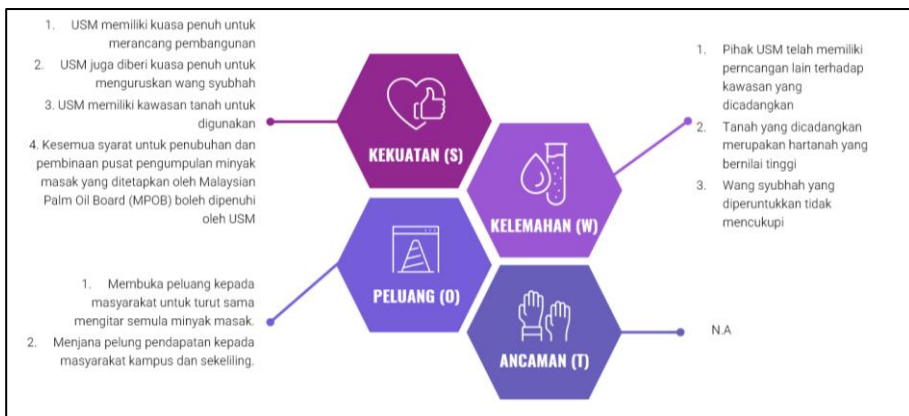 1. USM memiliki kuasa penuh untuk
merancang pembangunan
2. USM juga diberi kuasa penuh untuk
menguruskan wang syubhah
3. USM memiliki kawasan tanah untuk
digunakan
4. Kesemua syarat untuk penubuhan dan
pembinaan pusat pengumpulan minyak
masak yang ditetapkan oleh Malaysian
Palm Oil Board (MPOB) boleh dipenuhi
oleh USM
KEKUATAN (S)
1. Pihak USM telah memiliki
perncangan lain terhadap
kawasan yang
dicadangkan
2. Tanah yang dicadangkan
merupakan hartanah yang
bernilai tinggi
3. Wang syubhah yang
diperuntukkan tidak
mencukupi
KELEMAHAN (W)
1. Membuka peluang kepada
masyarakat untuk turut sama
mengitar semula minyak masak.
2. Menjana pelung pendapatan kepada
masyarakat kampus dan sekeliling.
PELUANG (O)
ANCAMAN (T)
N.A